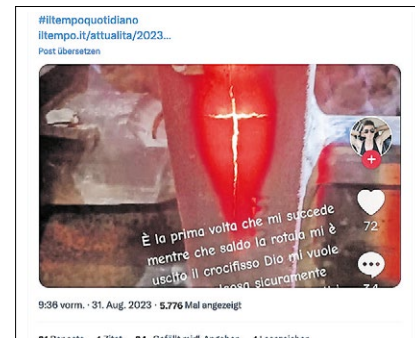 #iltempoquotidiano
iltempo.it/attualita/2023...
Post übersetzen
È la prima volta che mi succede
mentre che saldo la rotaia mi è
uscito il crocifisso Dio mi vuole
sicuramente
72
9:36 vorm. · 31. Aug. 2023 · 5.776 Mal angezeigt